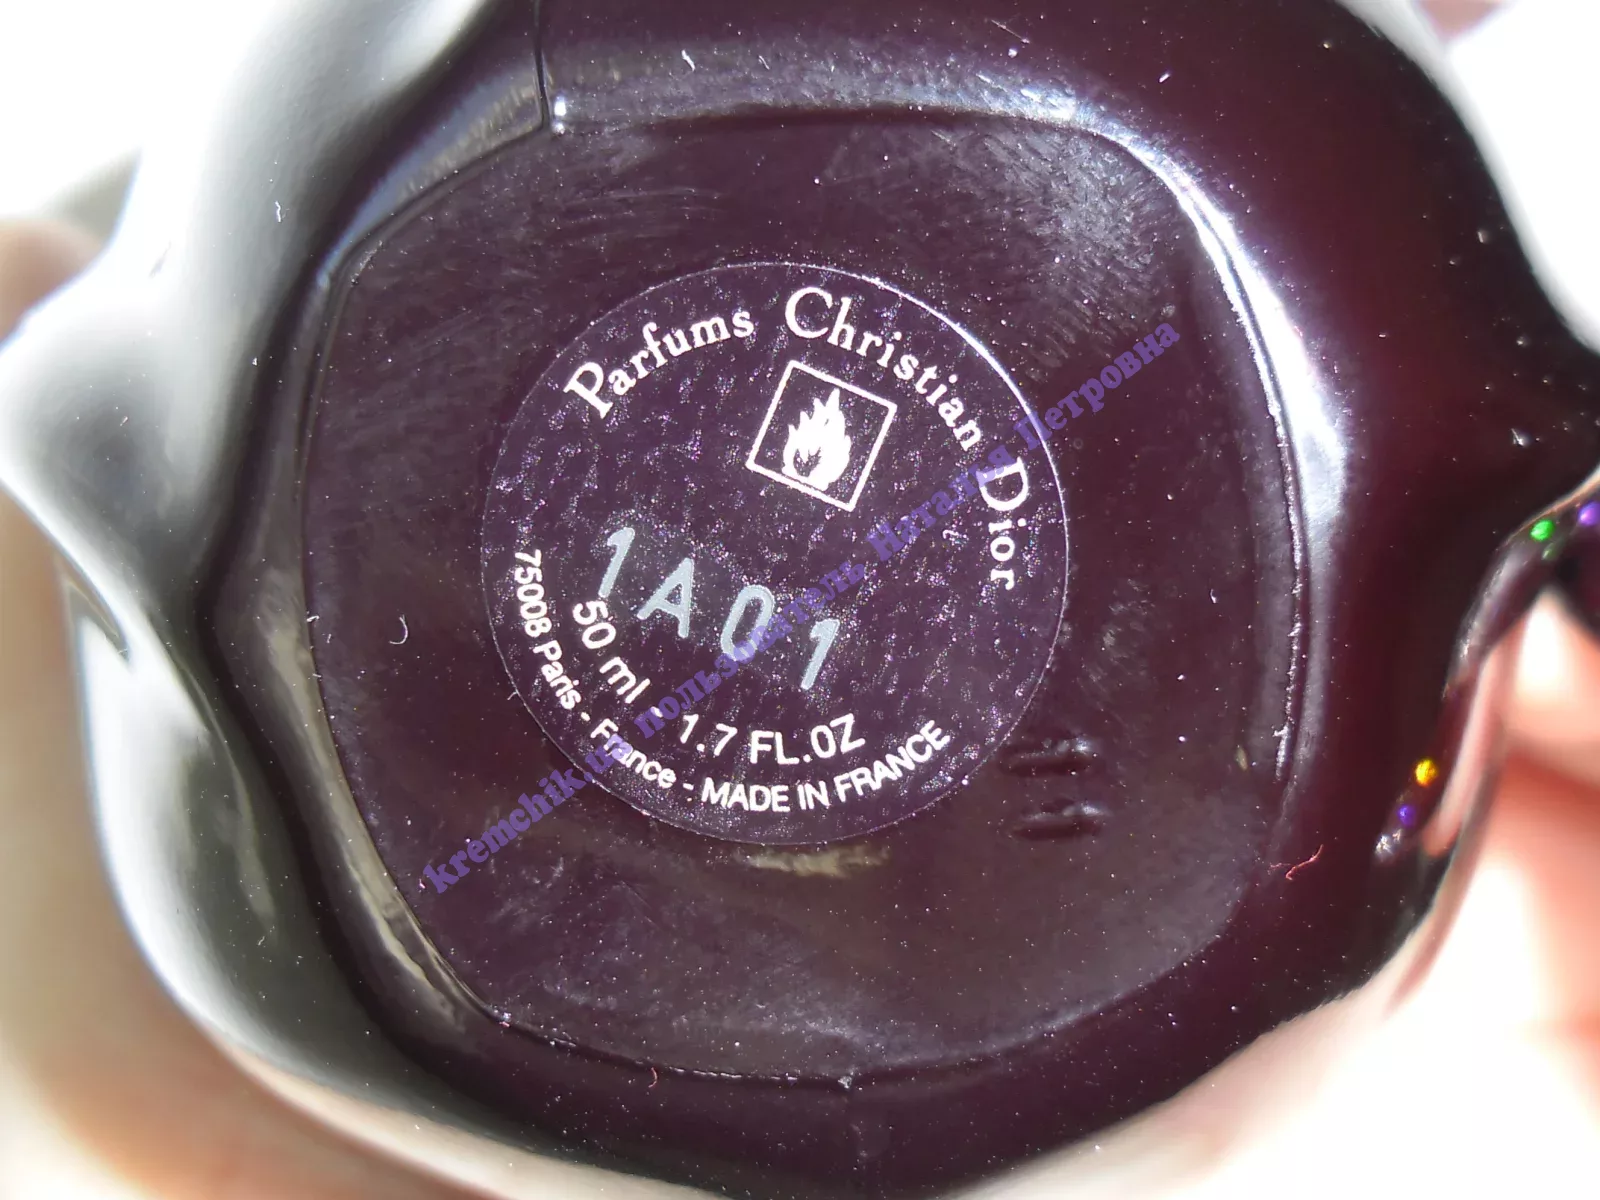 Parfums Christian Dior
1A01
50 ml - 1.7 FL.OZ
75008 Paris - France - MADE IN FRANCE
kremchik.ua пользователь Наталия Петровна